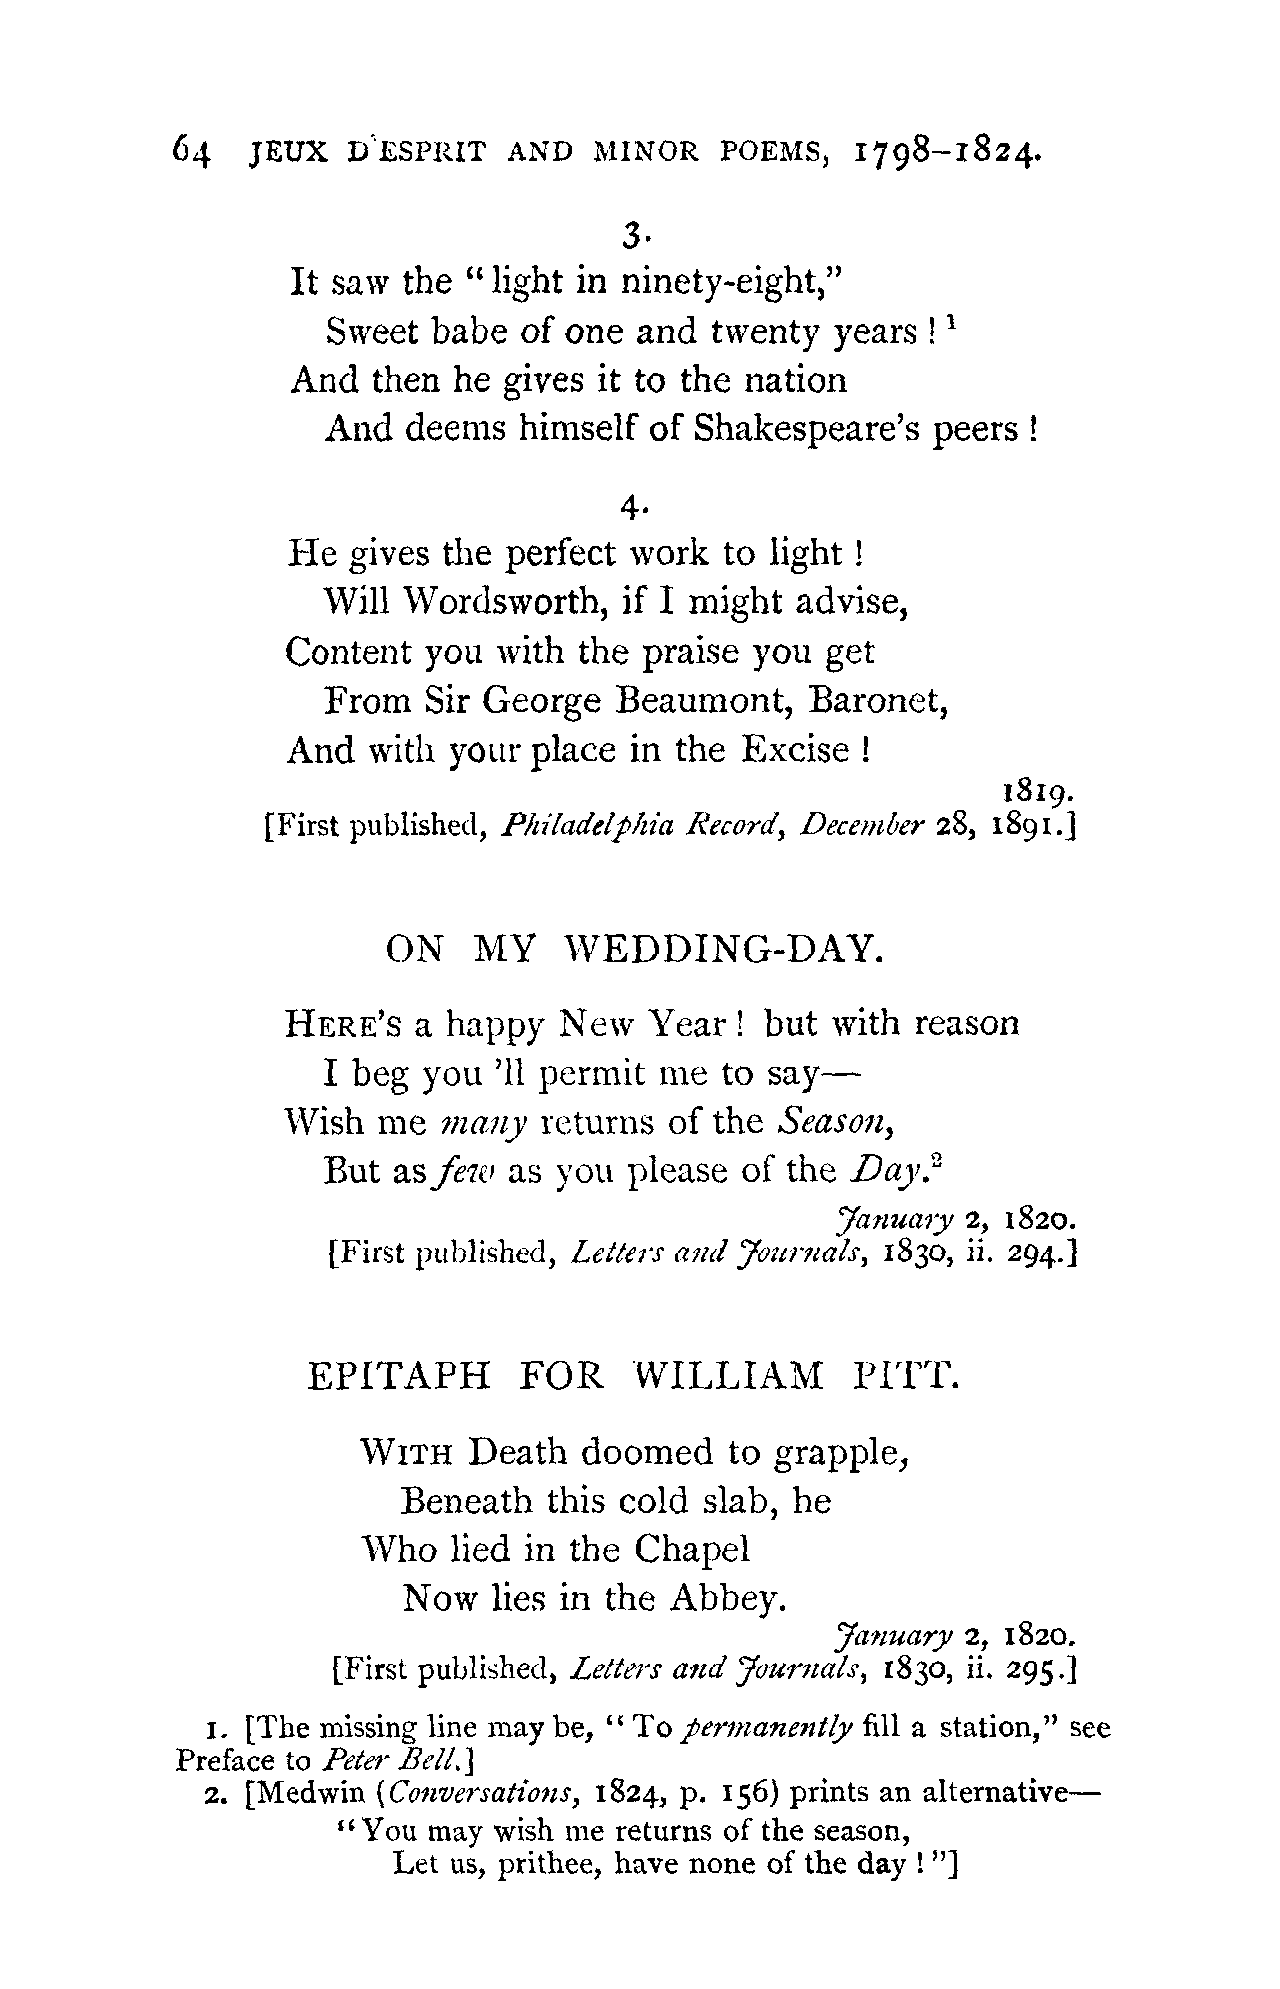 64 JEUX D'ESPRIT AND MINOR POEMS, 1798–1824.
3.
It saw the “light in ninety-eight,”
Sweet babe of one and twenty years ! ¹
And then he gives it to the nation
And deems himself of Shakespeare's peers !
4.
He gives the perfect work to light !
Will Wordsworth, if I might advise,
Content you with the praise you get
From Sir George Beaumont, Baronet,
And with your place in the Excise !
1819.
[First published, Philadelphia Record, December 28, 1891.]
ON MY WEDDING-DAY.
HERE'S a happy New Year ! but with reason
I beg you 'll permit me to say—
Wish me many returns of the Season,
But as few as you please of the Day.²
January 2, 1820.
[First published, Letters and Journals, 1830, ii. 294.]
EPITAPH FOR WILLIAM PITT.
WITH Death doomed to grapple,
Beneath this cold slab, he
Who lied in the Chapel
Now lies in the Abbey.
January 2, 1820.
[First published, Letters and Journals, 1830, ii. 295.]
1. [The missing line may be, “To permanently fill a station,” see
Preface to Peter Bell.]
2. [Medwin (Conversations, 1824, p. 156) prints an alternative—
“You may wish me returns of the season,
Let us, prithee, have none of the day !”]